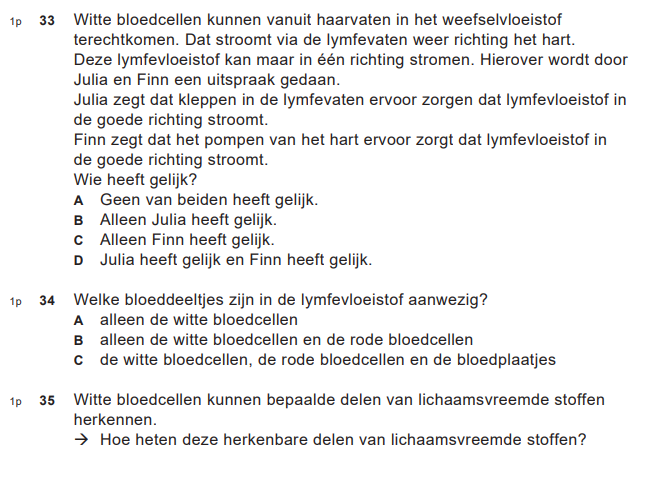 1p 33 Witte bloedcellen kunnen vanuit haarvaten in het weefselvloeistof
terechtkomen. Dat stroomt via de lymfevaten weer richting het hart.
Deze lymfevloeistof kan maar in één richting stromen. Hierover wordt door
Julia en Finn een uitspraak gedaan.
Julia zegt dat kleppen in de lymfevaten ervoor zorgen dat lymfevloeistof in
de goede richting stroomt.
Finn zegt dat het pompen van het hart ervoor zorgt dat lymfevloeistof in
de goede richting stroomt.
Wie heeft gelijk?
A Geen van beiden heeft gelijk.
B Alleen Julia heeft gelijk.
C Alleen Finn heeft gelijk.
D Julia heeft gelijk en Finn heeft gelijk.
1p 34 Welke bloeddeeltjes zijn in de lymfevloeistof aanwezig?
A alleen de witte bloedcellen
B alleen de witte bloedcellen en de rode bloedcellen
C de witte bloedcellen, de rode bloedcellen en de bloedplaatjes
1p 35 Witte bloedcellen kunnen bepaalde delen van lichaamsvreemde stoffen
herkennen.
→ Hoe heten deze herkenbare delen van lichaamsvreemde stoffen?